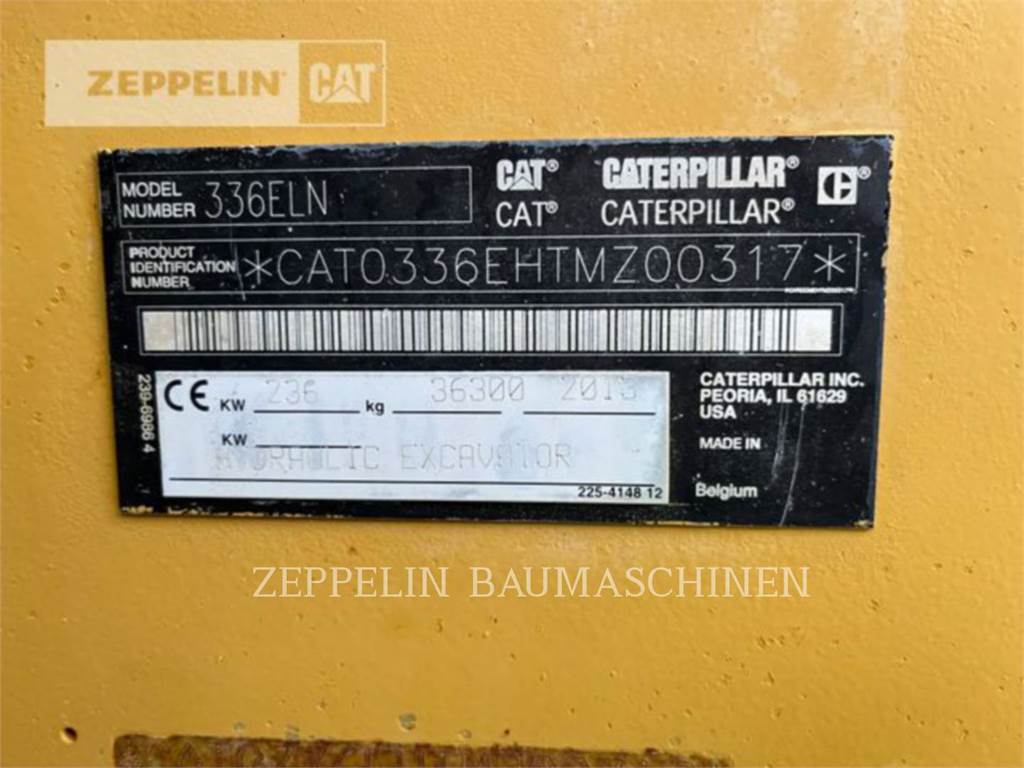 ZEPPELIN CAT
MODEL NUMBER 336ELN
CAT® CATERPILLAR®
CAT® CATERPILLAR®
PRODUCT IDENTIFICATION NUMBER *CAT0336EHTMZ00317*
239-6986 4
CE KW 236 kg 36300 2013
KW
HYDRAULIC EXCAVATOR
225-4148 12
CATERPILLAR INC.
PEORIA, IL 61629
USA
MADE IN
Belgium
ZEPPELIN BAUMASCHINEN